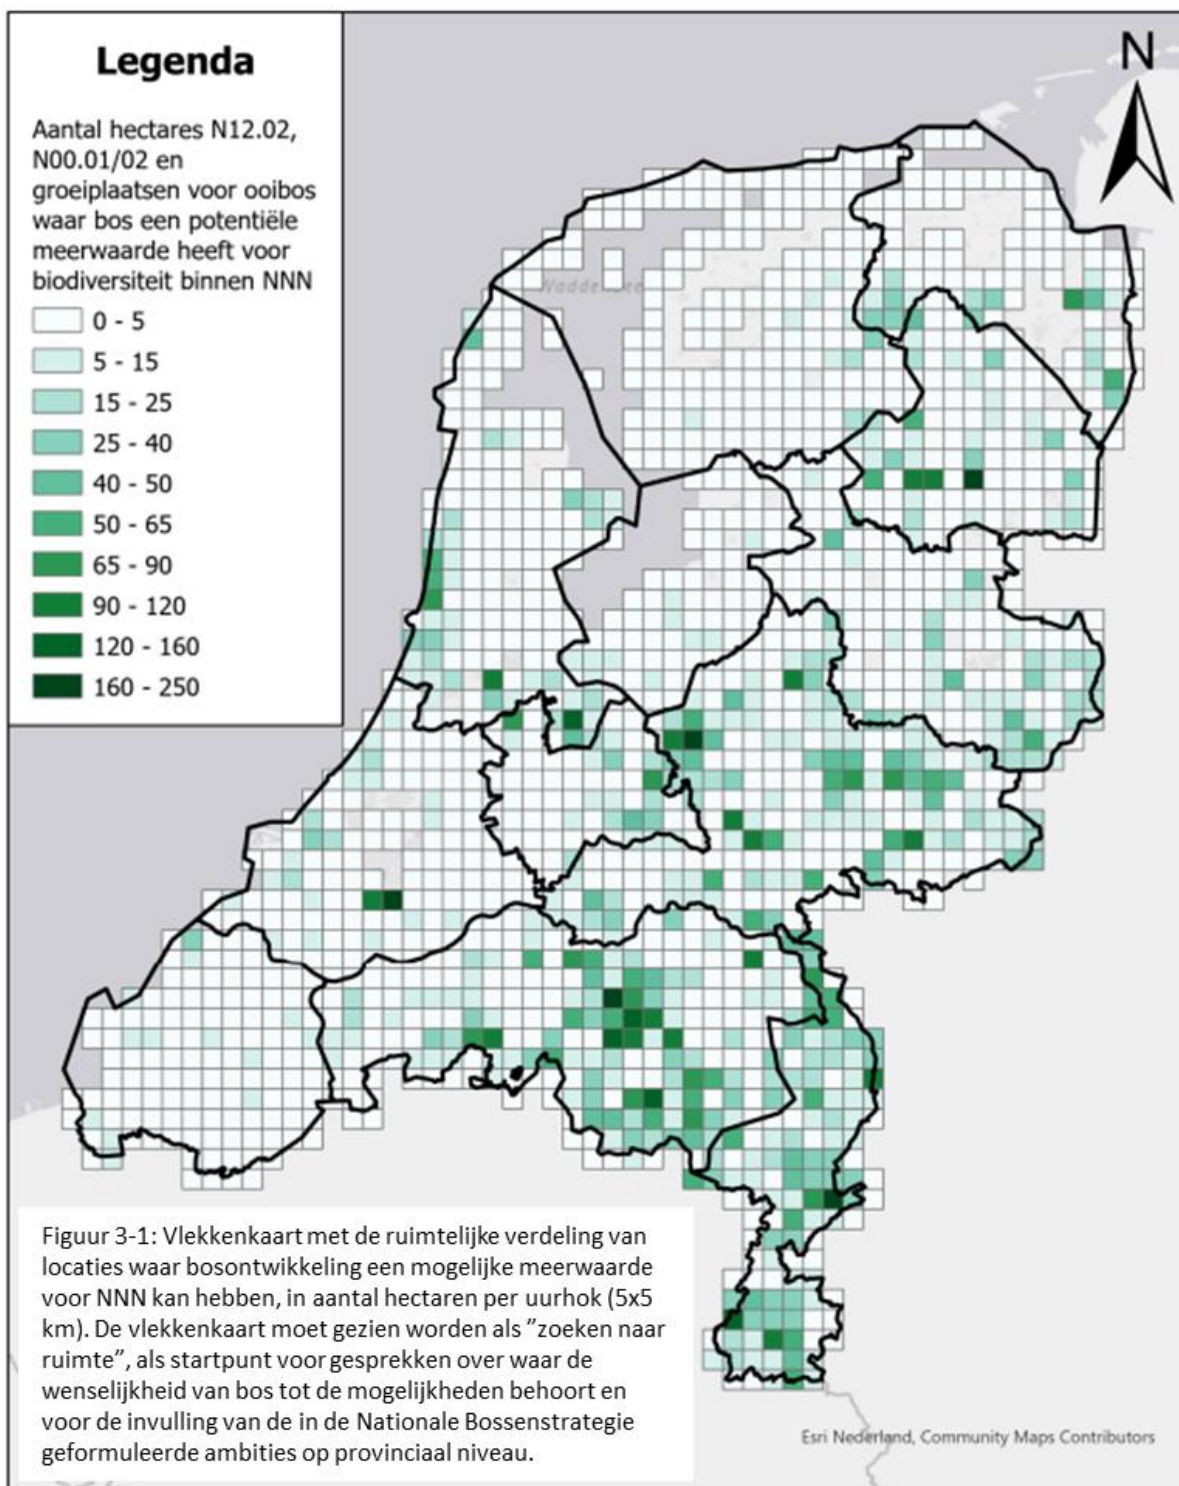 Legenda
Aantal hectares N12.02,
N00.01/02 en
groeiplaatsen voor ooibos
waar bos een potentiële
meerwaarde heeft voor
biodiversiteit binnen NNN
0 - 5
5 - 15
15 - 25
25 - 40
40 - 50
50 - 65
65 - 90
90 - 120
120 - 160
160 - 250
N
Waddenzee
Figuur 3-1: Vlekkenkaart met de ruimtelijke verdeling van
locaties waar bosontwikkeling een mogelijke meerwaarde
voor NNN kan hebben, in aantal hectaren per uurhok (5x5
km). De vlekkenkaart moet gezien worden als ”zoeken naar
ruimte”, als startpunt voor gesprekken over waar de
wenselijkheid van bos tot de mogelijkheden behoort en
voor de invulling van de in de Nationale Bossenstrategie
geformuleerde ambities op provinciaal niveau.
Esri Nederland, Community Maps Contributors